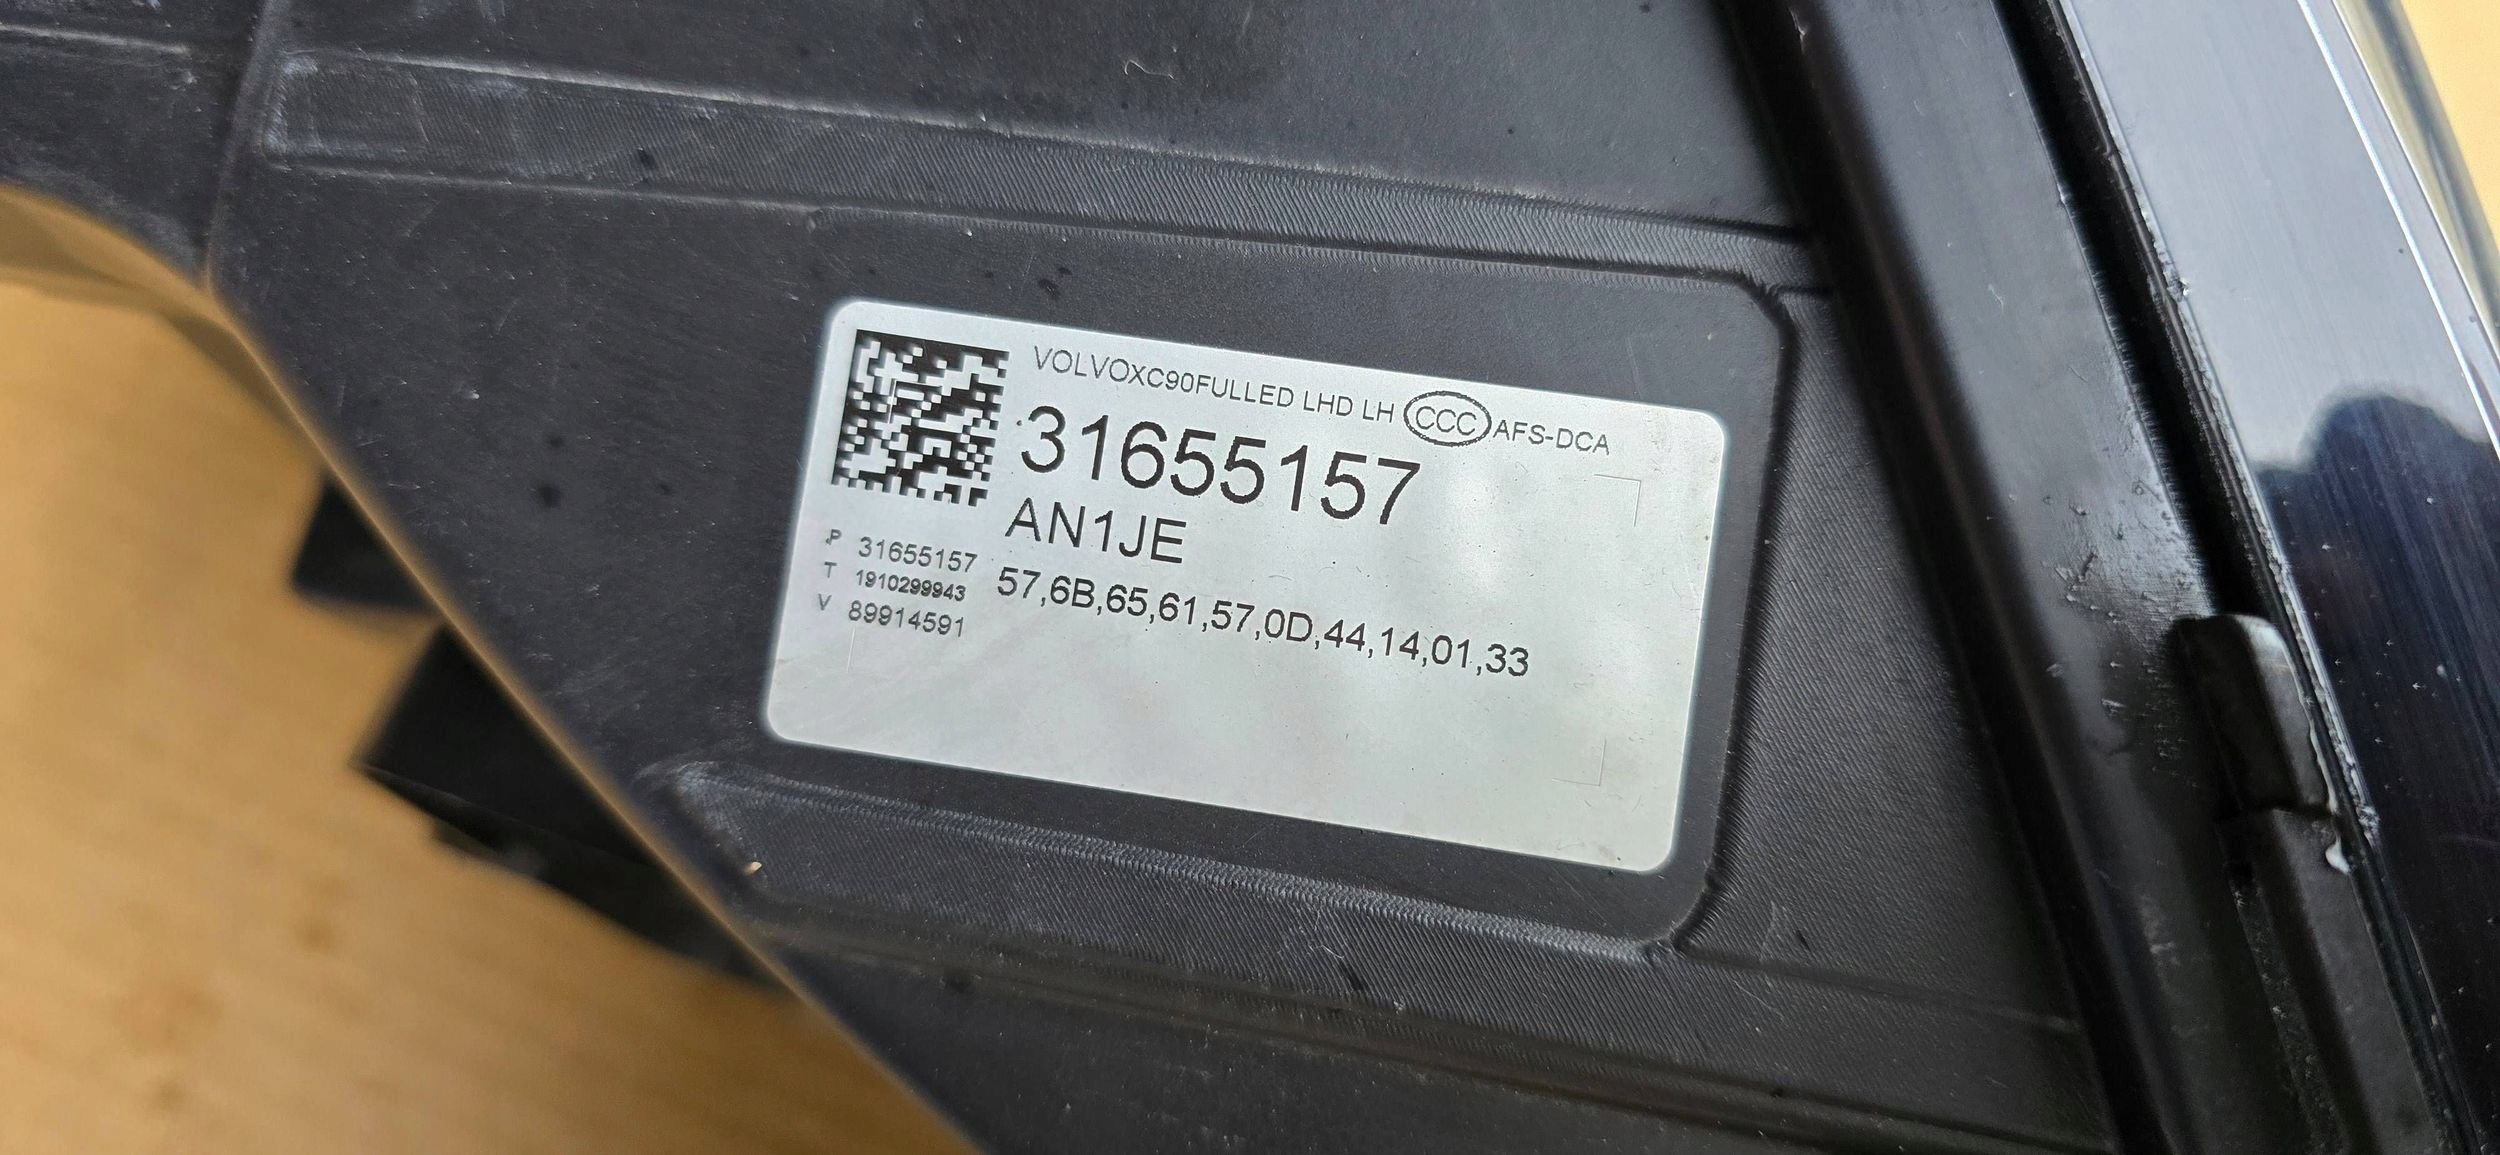 VOLVOXC90FULLED LHD LH CCC AFS-DCA
31655157
AN1JE
57,6B,65,61,57,0D,44,14,01,33
P 31655157
T 1910299943
V 89914591